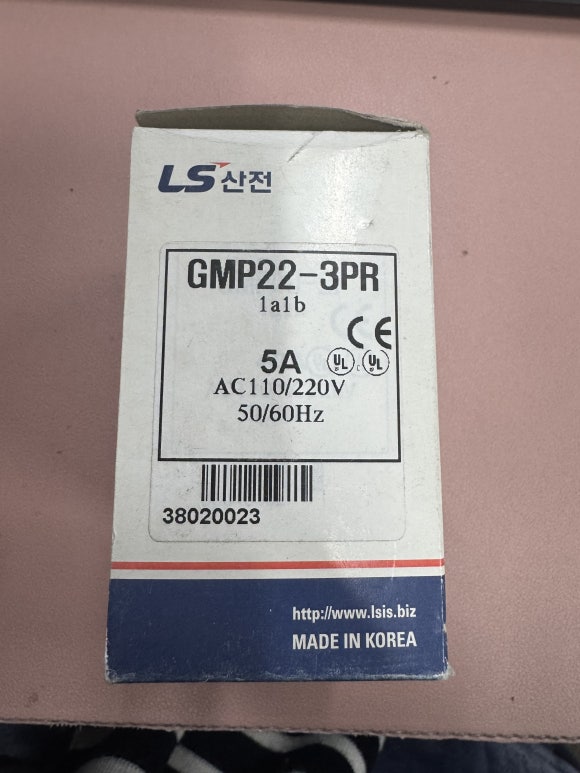 LS산전
GMP22-3PR
1a1b
CE
5A UL c UL
AC110/220V
50/60Hz
38020023
http://www.lsis.biz
MADE IN KOREA